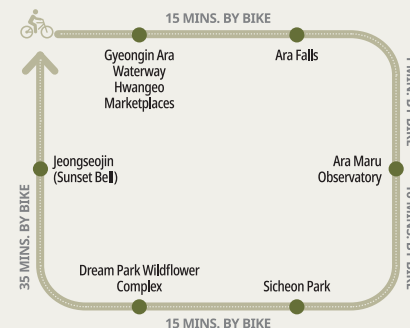 15 MINS. BY BIKE
Gyeongin Ara
Waterway
Hwangeo
Marketplaces
Ara Falls
Ara Maru
Observatory
Sicheon Park
15 MINS. BY BIKE
Dream Park Wildflower
Complex
35 MINS. BY BIKE
Jeongseojin
(Sunset Bell)